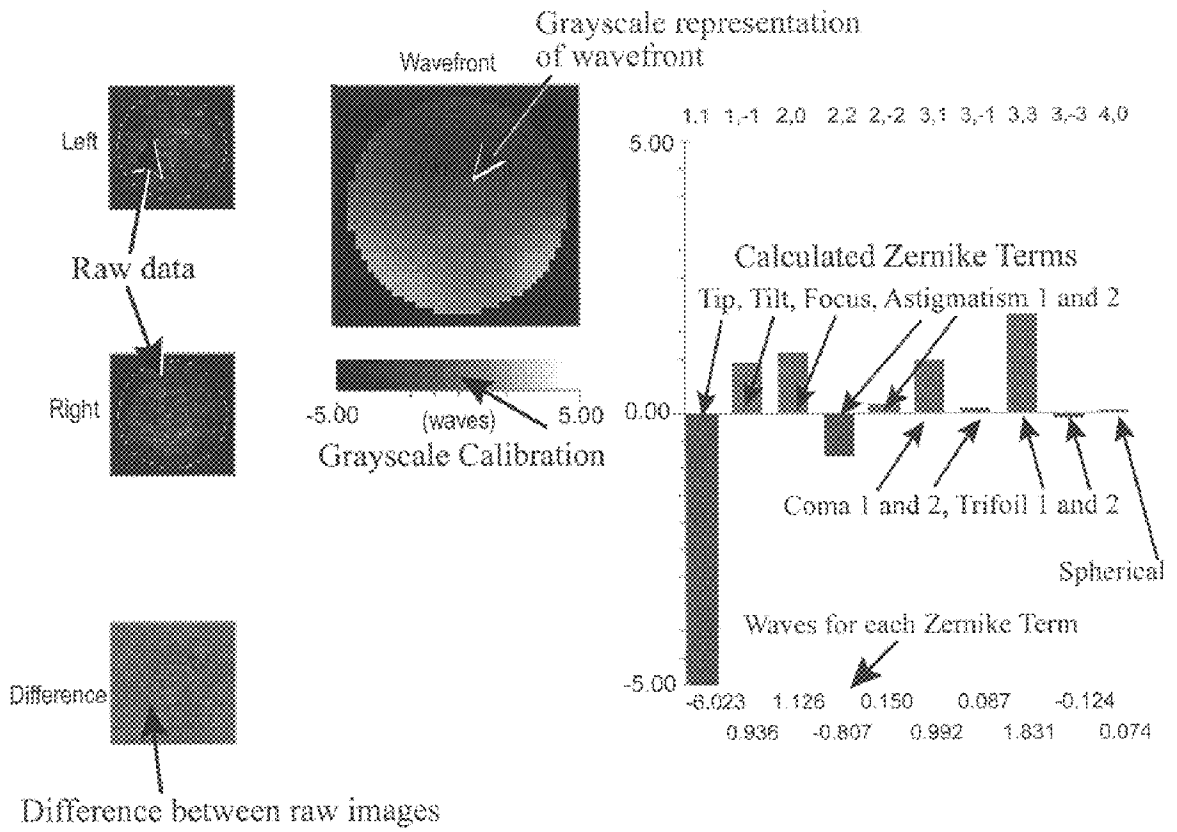 Grayscale representation
of wavefront
Wavefront
Left
Raw data
Right
-5.00 (waves) 5.00
Grayscale Calibration
Difference
Difference between raw images
1,1 1,-1 2,0 2,2 2,-2 3,1 3,-1 3,3 3,-3 4,0
5.00
Calculated Zernike Terms
Tip, Tilt, Focus, Astigmatism 1 and 2
0.00
Coma 1 and 2, Trifoil 1 and 2
Spherical
Waves for each Zernike Term
-5.00
-6.023 1.126 0.150 0.087 -0.124
0.936 -0.807 0.992 1.831 0.074